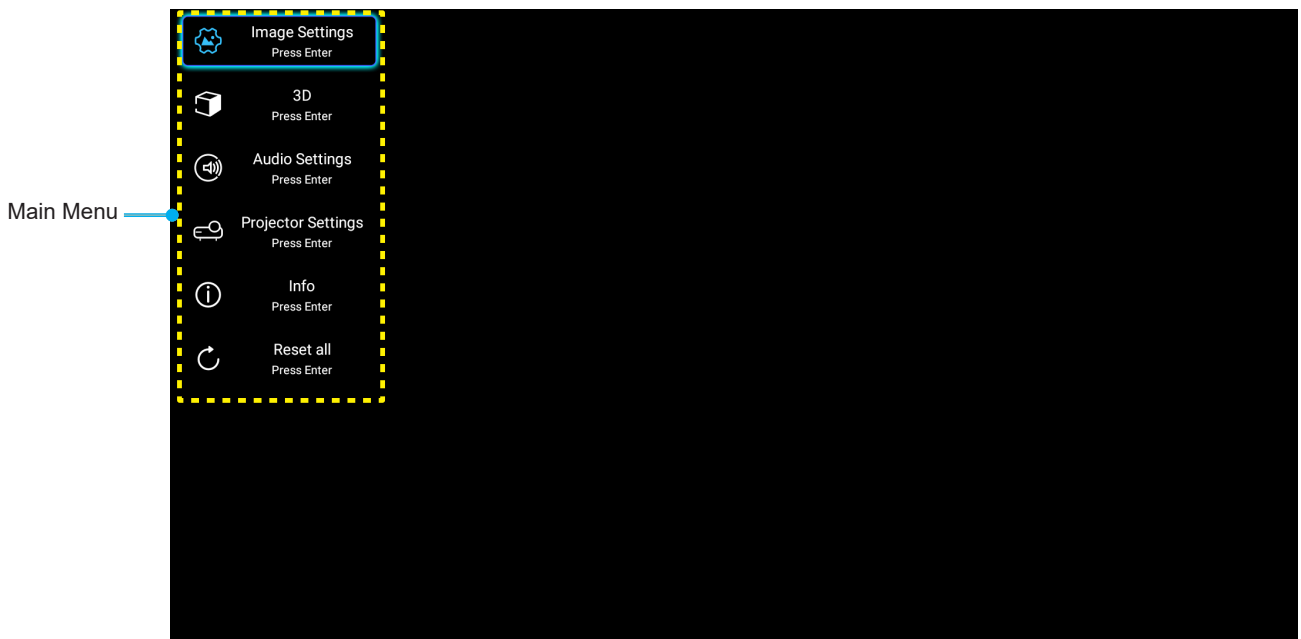 Main Menu
Image Settings
Press Enter
3D
Press Enter
Audio Settings
Press Enter
Projector Settings
Press Enter
Info
Press Enter
Reset all
Press Enter